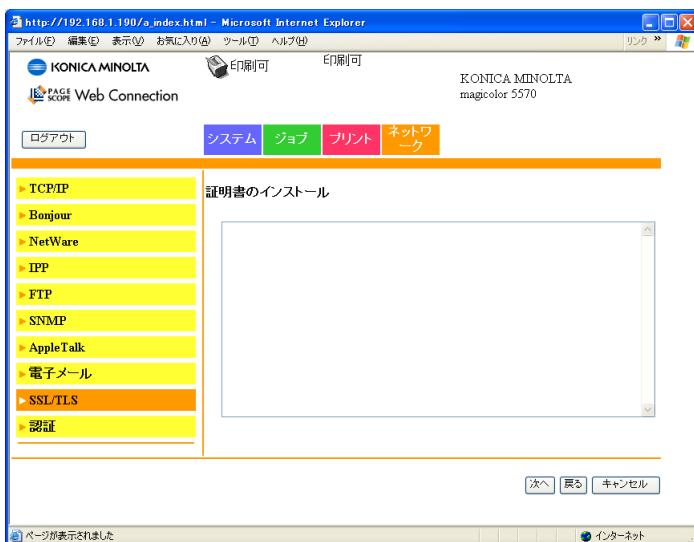 http://192.168.1.190/a_index.html - Microsoft Internet Explorer
ファイル(F) 編集(E) 表示(V) お気に入り(A) ツール(T) ヘルプ(H) リンク »
KONICA MINOLTA
印刷可
印刷可
KONICA MINOLTA
magicolor 5570
PAGE SCOPE Web Connection
ログアウト
システム
ジョブ
プリント
ネットワ
ーク
TCP/IP
Bonjour
NetWare
IPP
FTP
SNMP
AppleTalk
電子メール
SSL/TLS
認証
証明書のインストール
次へ 戻る キャンセル
ページが表示されました インターネット